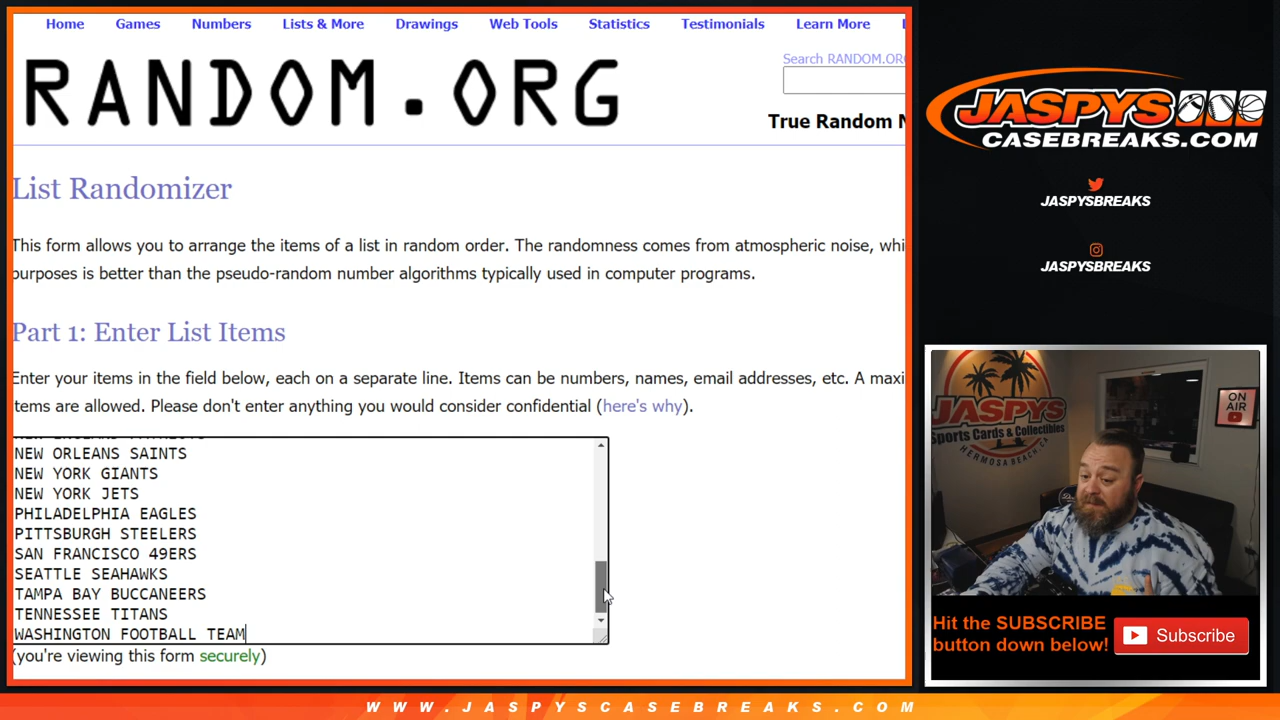 Home Games Numbers Lists & More Drawings Web Tools Statistics Testimonials Learn More
RANDOM.ORG
Search RANDOM.ORG
True Random N
List Randomizer
This form allows you to arrange the items of a list in random order. The randomness comes from atmospheric noise, whi
purposes is better than the pseudo-random number algorithms typically used in computer programs.
Part 1: Enter List Items
Enter your items in the field below, each on a separate line. Items can be numbers, names, email addresses, etc. A maxi
items are allowed. Please don't enter anything you would consider confidential (here's why).
NEW ENGLAND PATRIOTS
NEW ORLEANS SAINTS
NEW YORK GIANTS
NEW YORK JETS
PHILADELPHIA EAGLES
PITTSBURGH STEELERS
SAN FRANCISCO 49ERS
SEATTLE SEAHAWKS
TAMPA BAY BUCCANEERS
TENNESSEE TITANS
WASHINGTON FOOTBALL TEAM
(you're viewing this form securely)
JASPYS
CASEBREAKS.COM
JASPYSBREAKS
JASPYSBREAKS
JASPYS
Sports Cards & Collectibles
HERMOSA BEACH, CA
ON
AIR
Hit the SUBSCRIBE
button down below!
Subscribe
WWW.JASPYSCASEBREAKS.COM